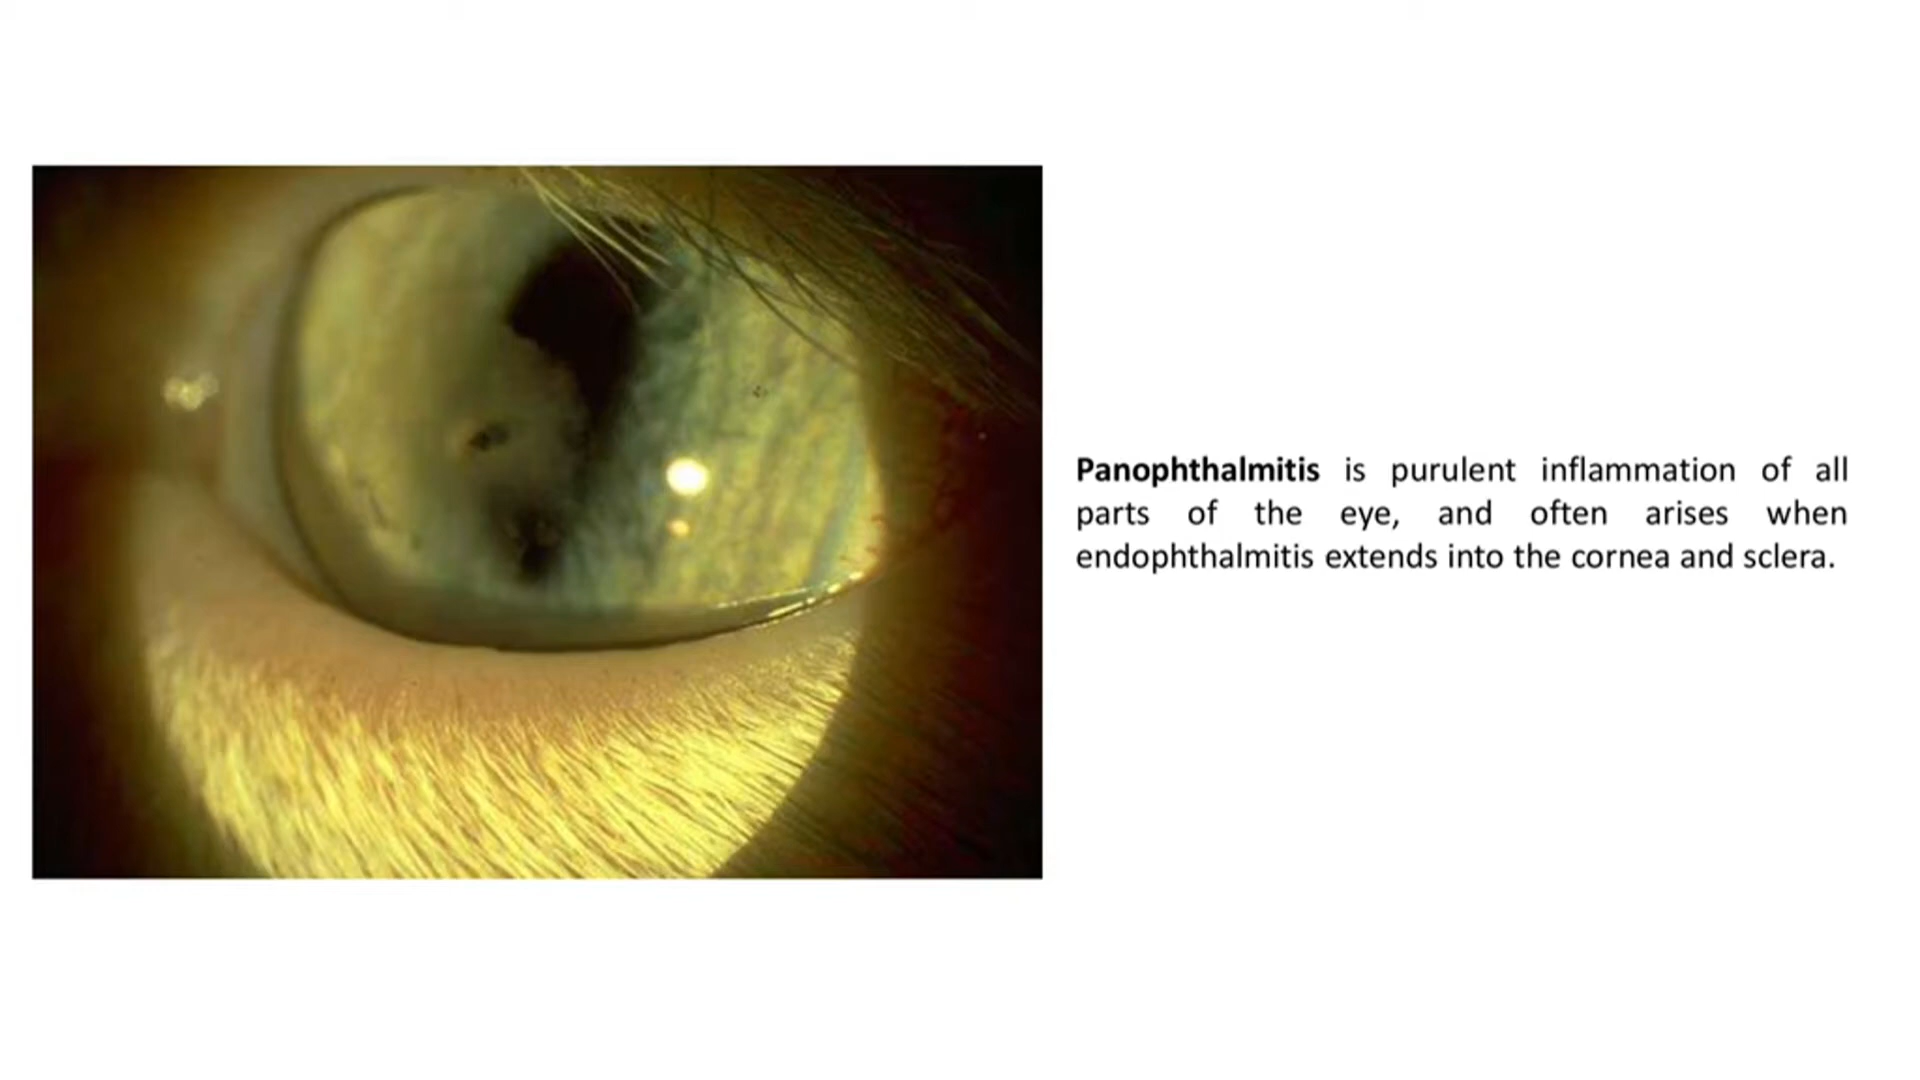 Panophthalmitis is purulent inflammation of all
parts of the eye, and often arises when
endophthalmitis extends into the cornea and sclera.